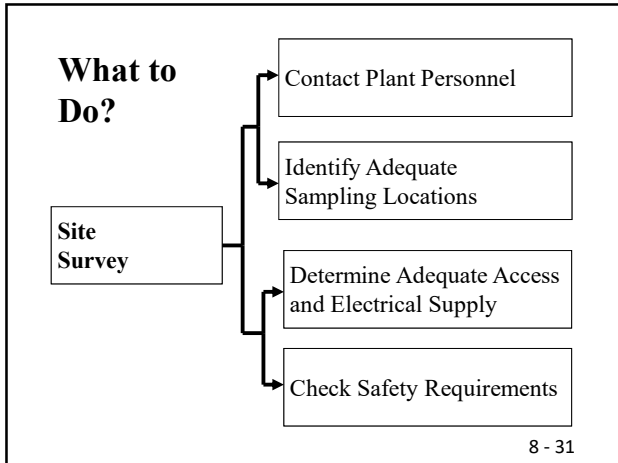 What to
Do?
Contact Plant Personnel
Identify Adequate
Sampling Locations
Site
Survey
Determine Adequate Access
and Electrical Supply
Check Safety Requirements
8 - 31